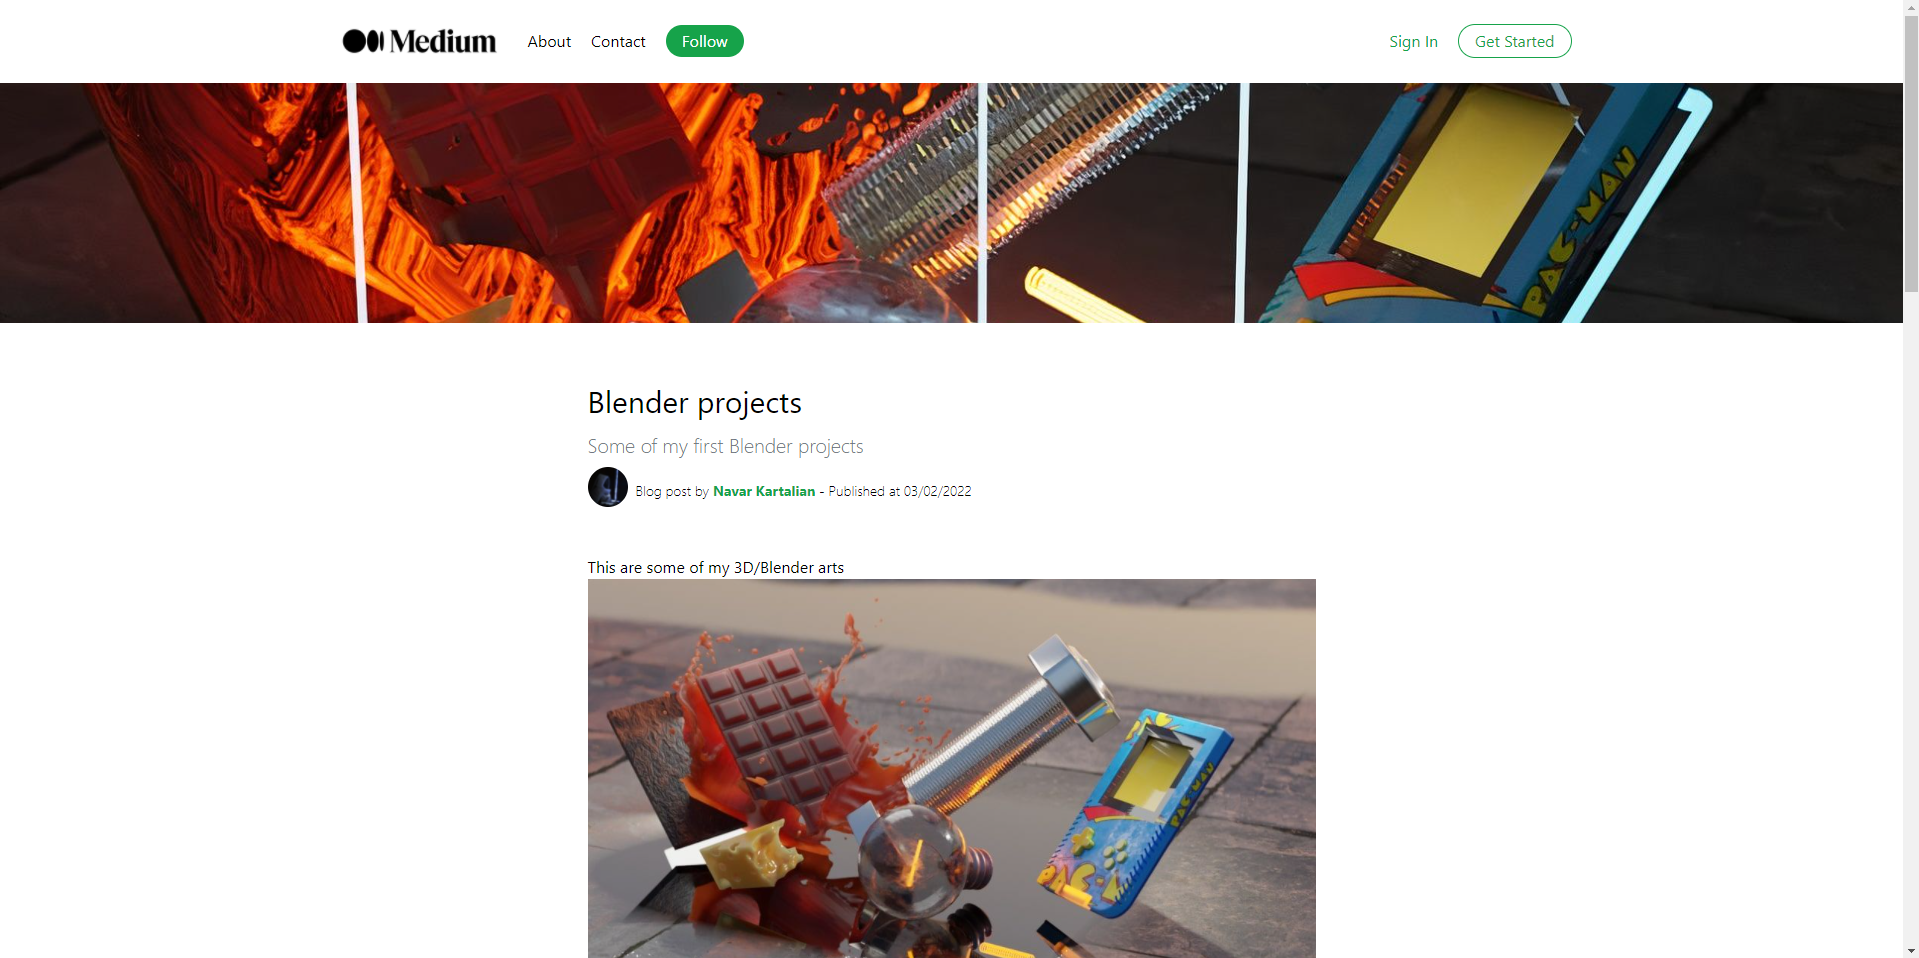 Medium About Contact Follow Sign In Get Started
PAC-MAN
Blender projects
Some of my first Blender projects
Blog post by Navar Kartalian - Published at 03/02/2022
This are some of my 3D/Blender arts
PAC-MAN
PAC-